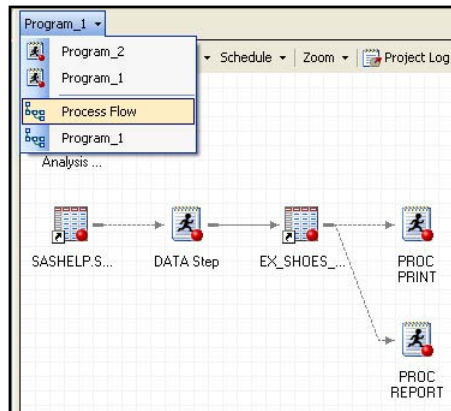 Program_1
Program_2
Program_1
Process Flow
Program_1
Schedule
Zoom
Project Log
Analysis ...
SASHELP.S...
DATA Step
EX_SHOES_...
PROC
PRINT
PROC
REPORT